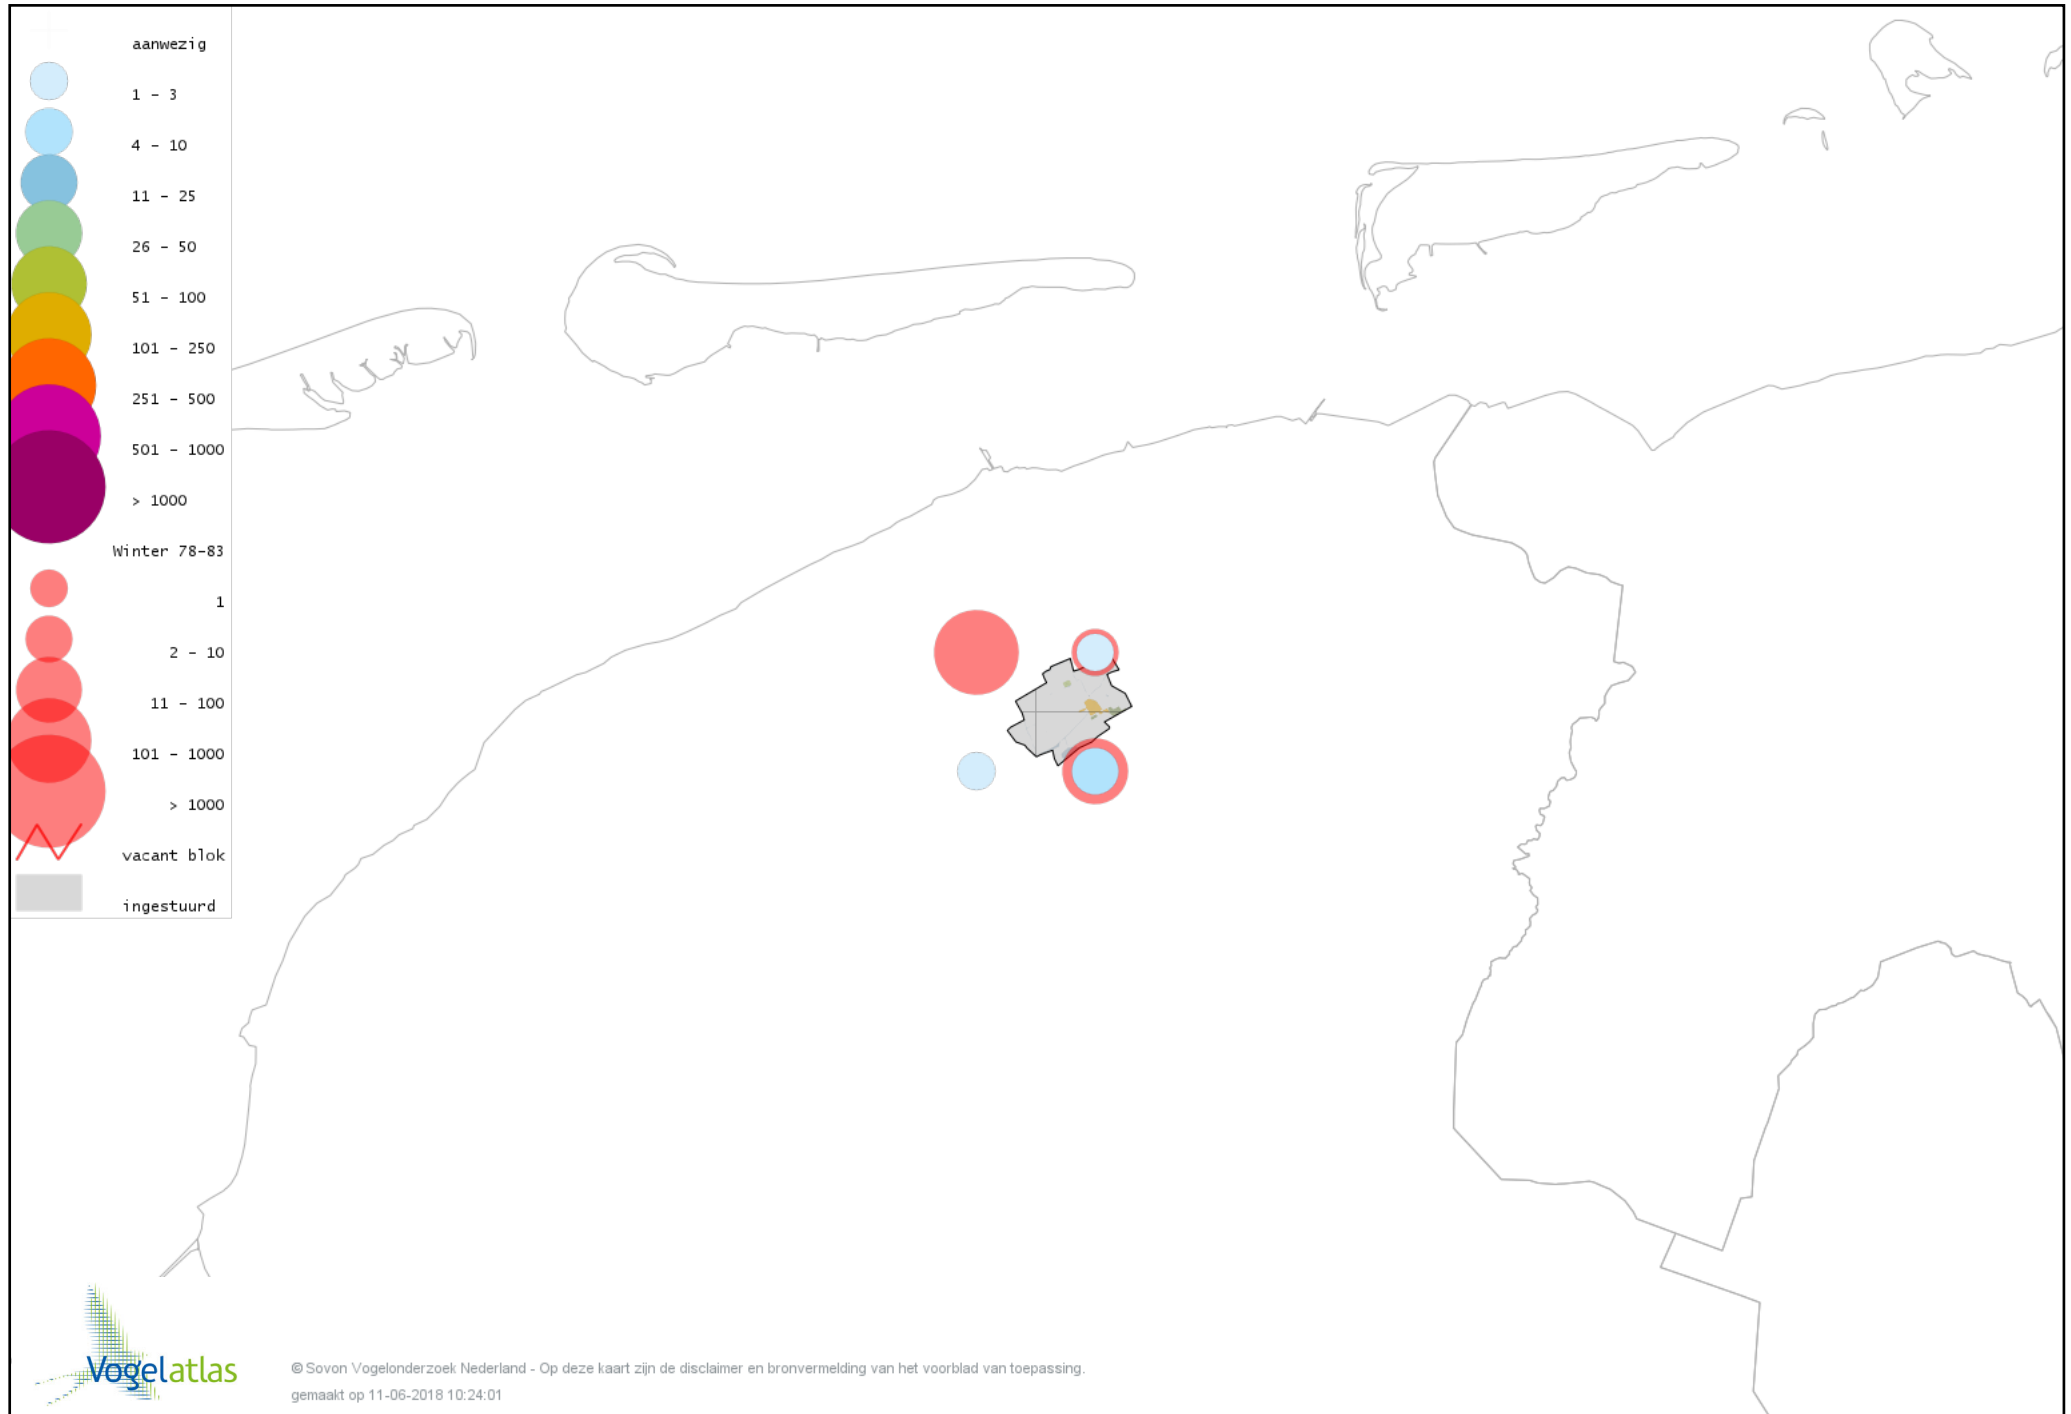 aanwezig
1 - 3
4 - 10
11 - 25
26 - 50
51 - 100
101 - 250
251 - 500
501 - 1000
> 1000
Winter 78-83
1
2 - 10
11 - 100
101 - 1000
> 1000
vacant blok
ingestuurd
Vogelatlas
© Sovon Vogelonderzoek Nederland - Op deze kaart zijn de disclaimer en bronvermelding van het voorblad van toepassing.
gemaakt op 11-06-2018 10:24:01